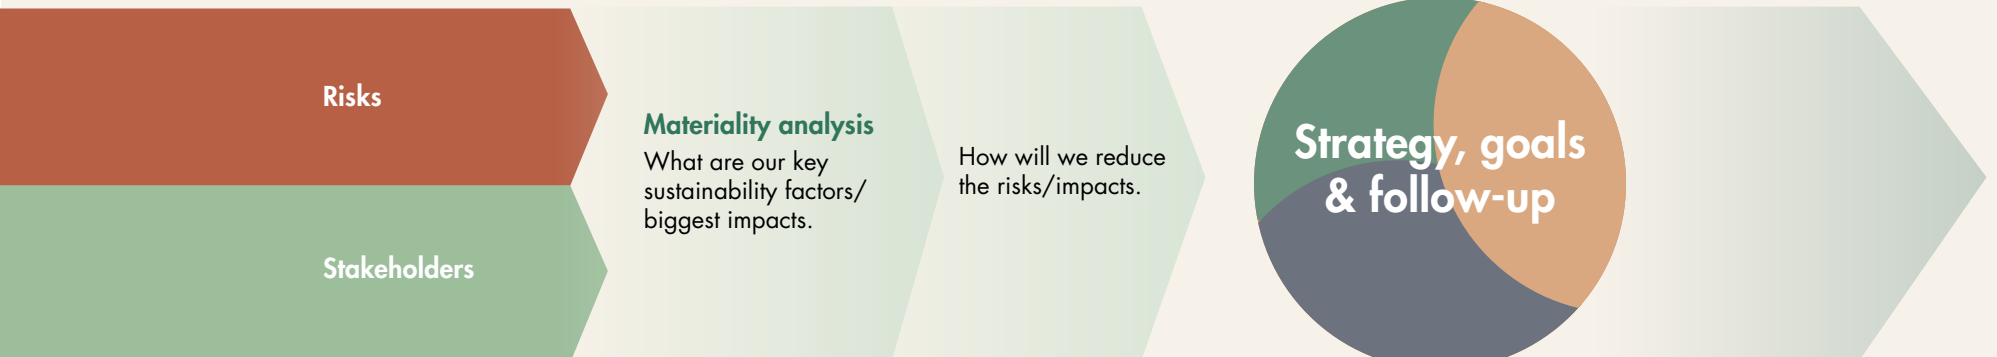 Risks
Stakeholders
Materiality analysis
What are our key
sustainability factors/
biggest impacts.
How will we reduce
the risks/impacts.
Strategy, goals
& follow-up